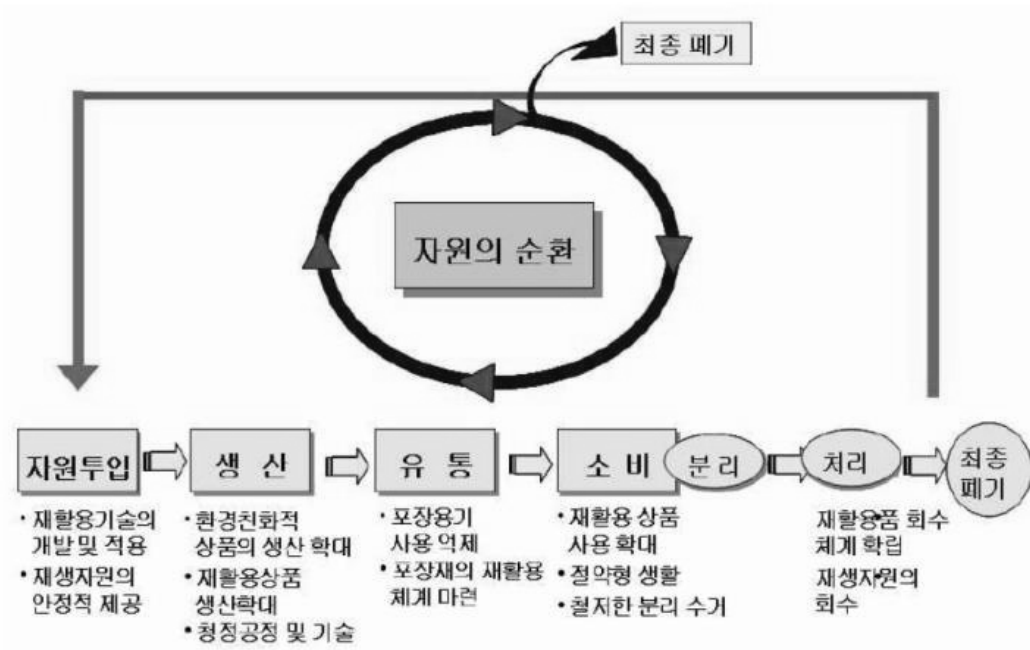 최종 폐기
자원의 순환
자원투입
생 산
유 통
소 비
분리
처리
최종
폐기
• 재활용기술의
개발 및 적용
• 재생자원의
안정적 제공
• 환경친화적
상품의 생산 확대
• 재활용상품
생산확대
• 청정공정 및 기술
• 포장용기
사용 억제
• 포장재의 재활용
체계 마련
• 재활용 상품
사용 확대
• 절약형 생활
• 철저한 분리 수거
재활용품 회수
체계 확립
재생자원의
회수